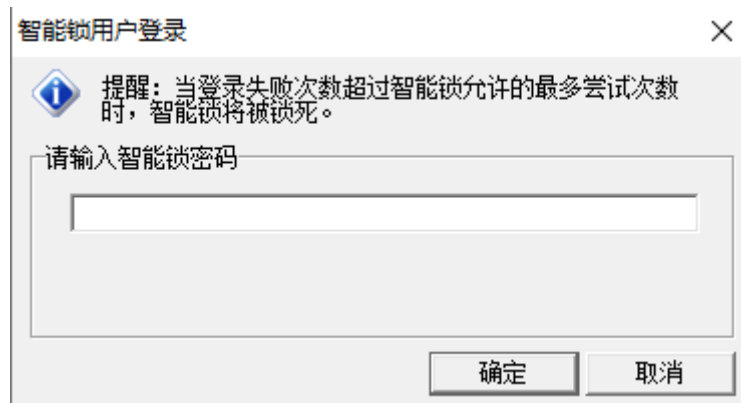 智能锁用户登录
提醒：当登录失败次数超过智能锁允许的最多尝试次数
时，智能锁将被锁死。
请输入智能锁密码
确定
取消